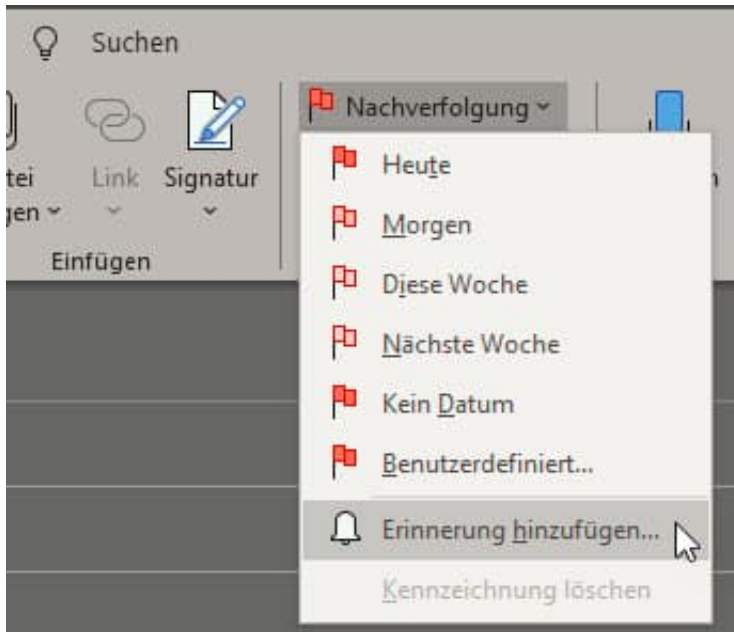 Suchen
Nachverfolgung
Link
Signatur
Einfügen
Heute
Morgen
Diese Woche
Nächste Woche
Kein Datum
Benutzerdefiniert...
Erinnerung hinzufügen...
Kennzeichnung löschen